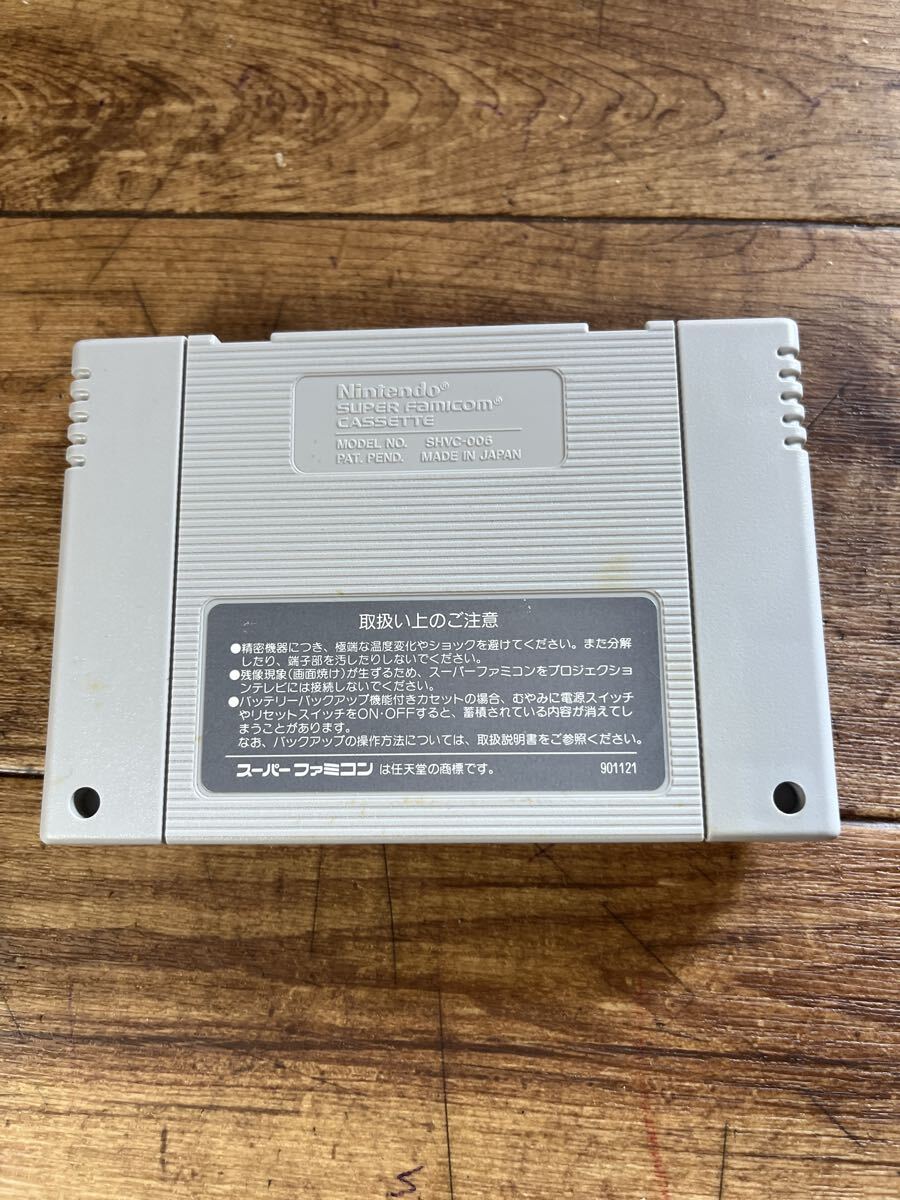 Nintendo®
SUPER FAMICOM®
CASSETTE
MODEL NO. SHVC-006
PAT. PEND. MADE IN JAPAN
取扱い上のご注意
●精密機器につき、極端な温度変化やショックを避けてください。また分解
したり、端子部を汚したりしないでください。
●残像現象(画面焼け)が生ずるため、スーパーファミコンをプロジェクショ
ンテレビには接続しないでください。
●バッテリーバックアップ機能付きカセットの場合、むやみに電源スイッチ
やリセットスイッチをON・OFFすると、蓄積されている内容が消えてし
まうことがあります。
なお、バックアップの操作方法については、取扱説明書をご参照ください。
スーパーファミコンは任天堂の商標です。 901121